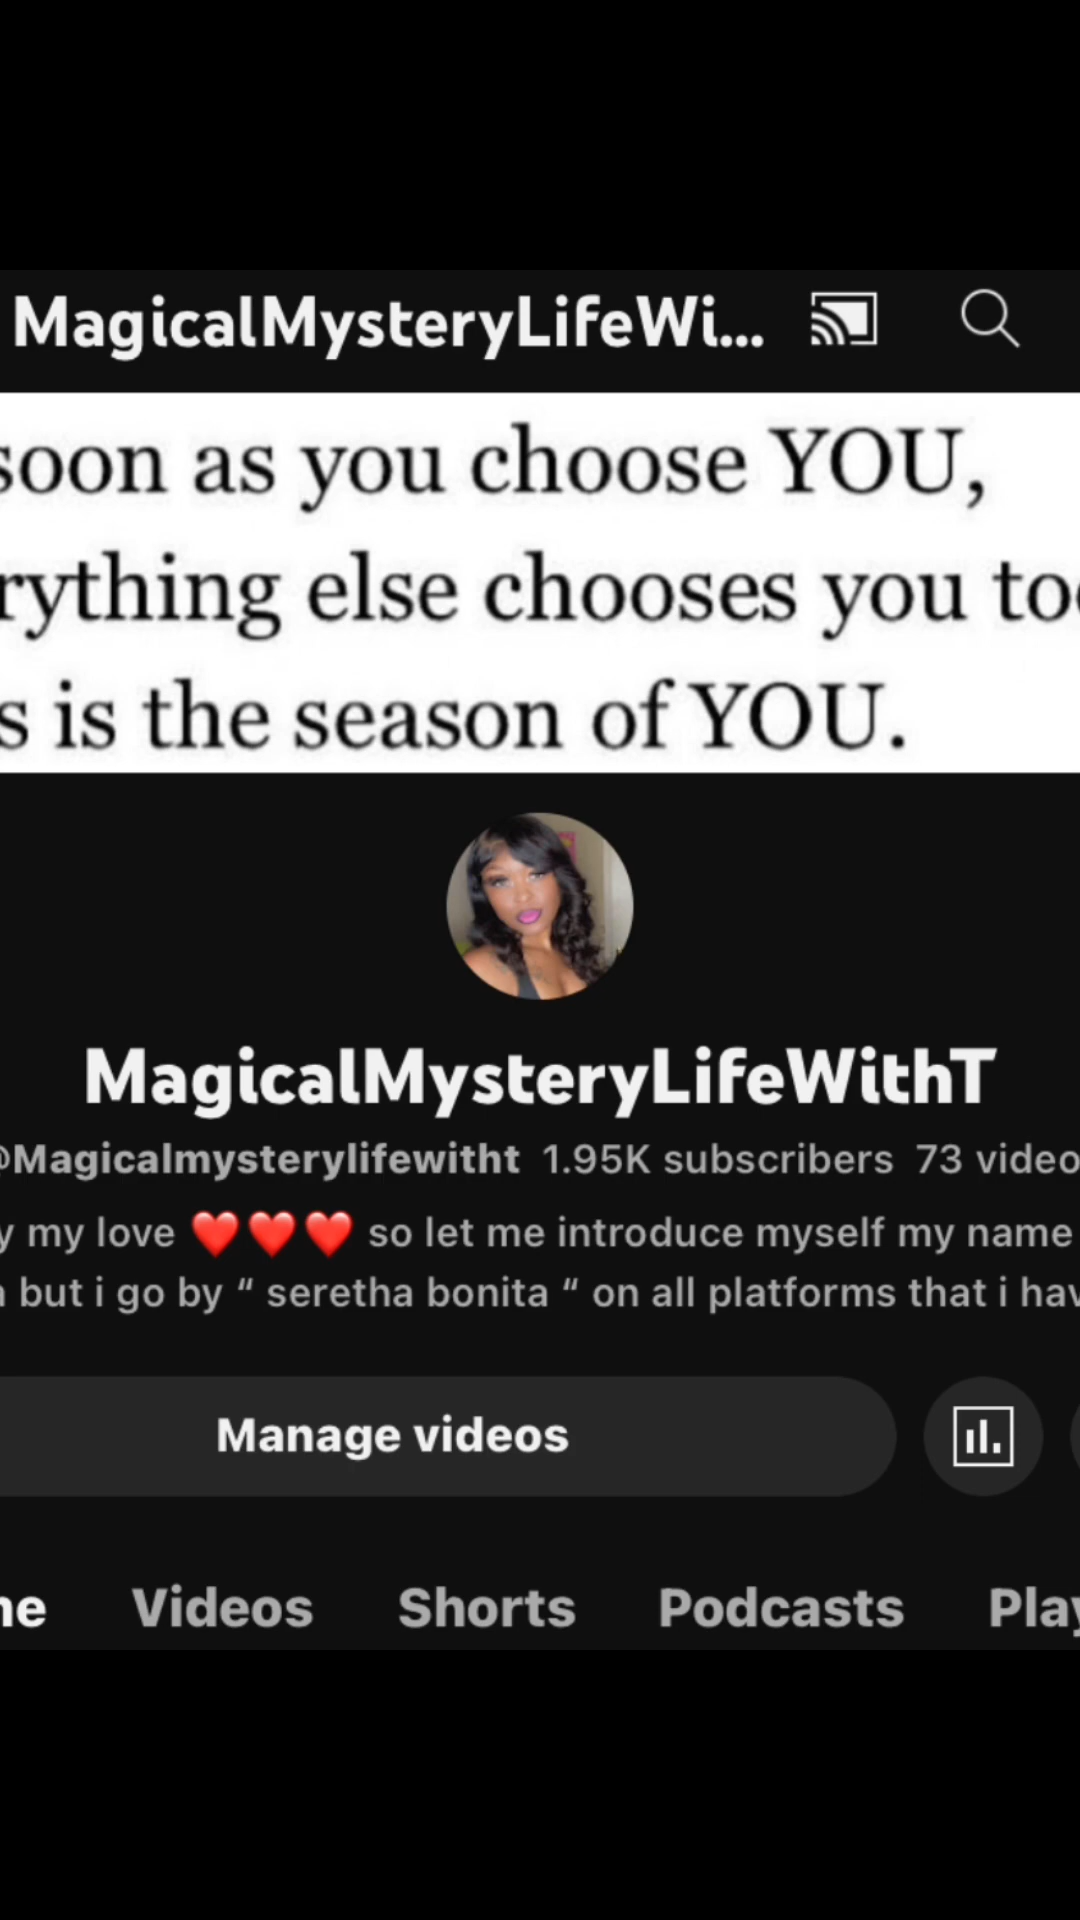 MagicalMysteryLifeWi...
soon as you choose YOU,
rything else chooses you too
s is the season of YOU.
MagicalMysteryLifeWithT
@Magicalmysterylifewitht 1.95K subscribers 73 video
y my love ❤️❤️❤️ so let me introduce myself my name
but i go by “ seretha bonita “ on all platforms that i hav
Manage videos
me Videos Shorts Podcasts Play